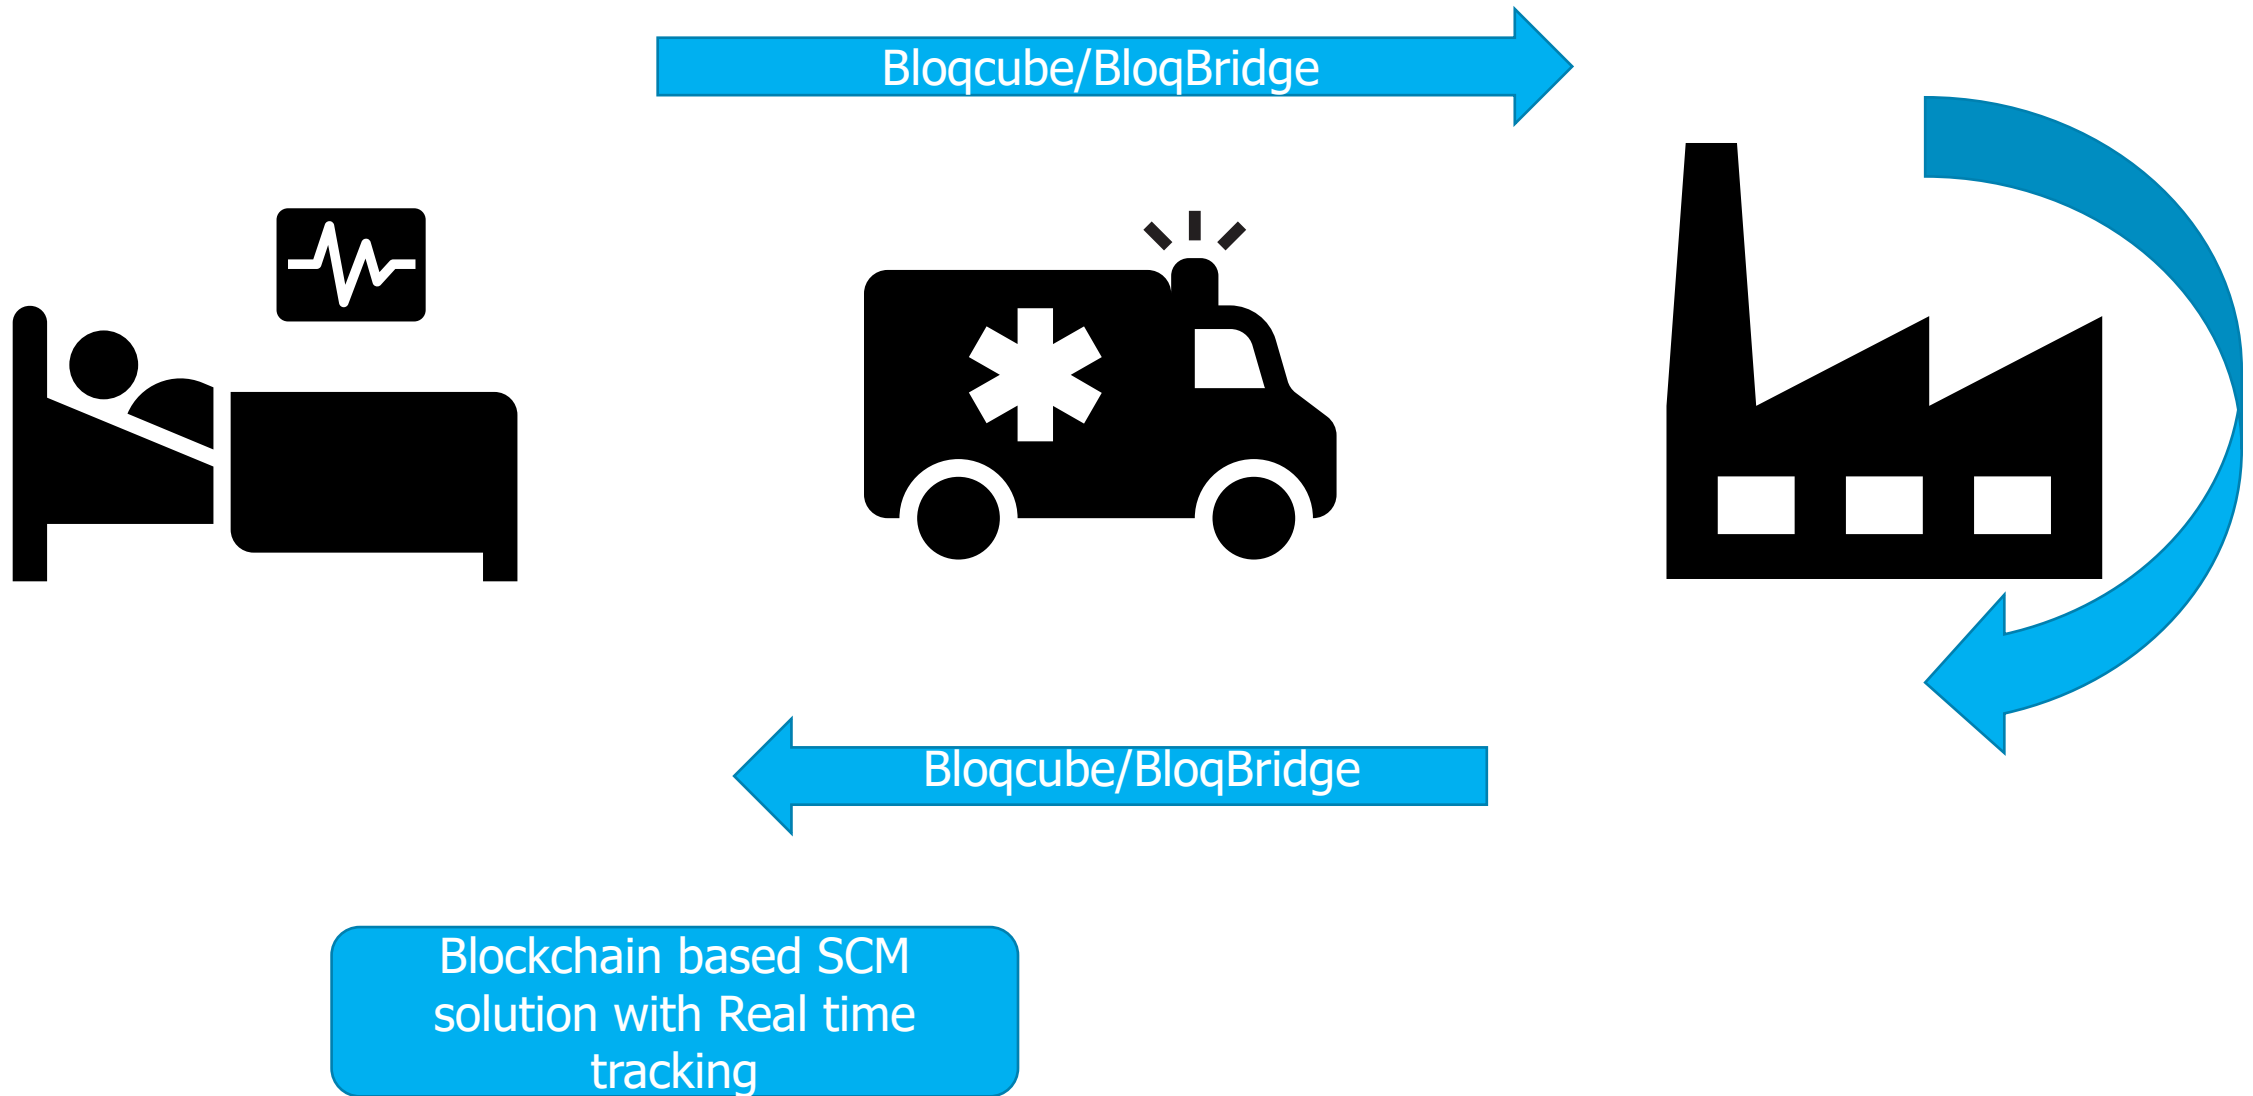 Bloqcube/BloqBridge
Bloqcube/BloqBridge
Blockchain based SCM
solution with Real time
tracking